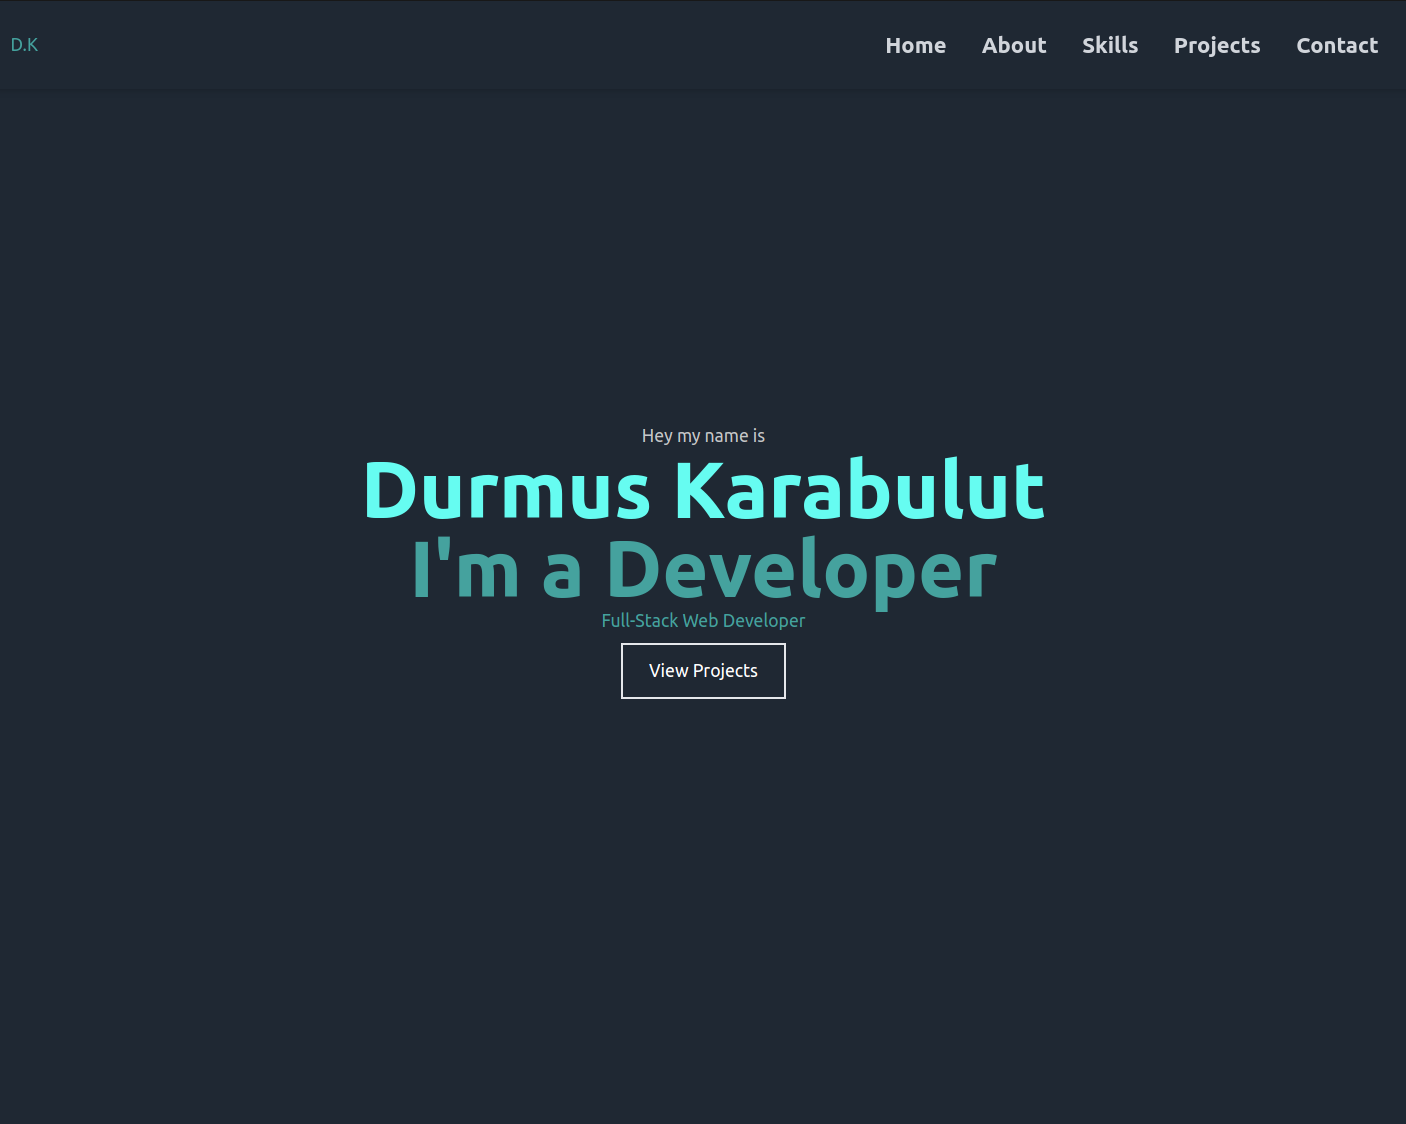 D.K
Home About Skills Projects Contact
Hey my name is
Durmus Karabulut
I'm a Developer
Full-Stack Web Developer
View Projects